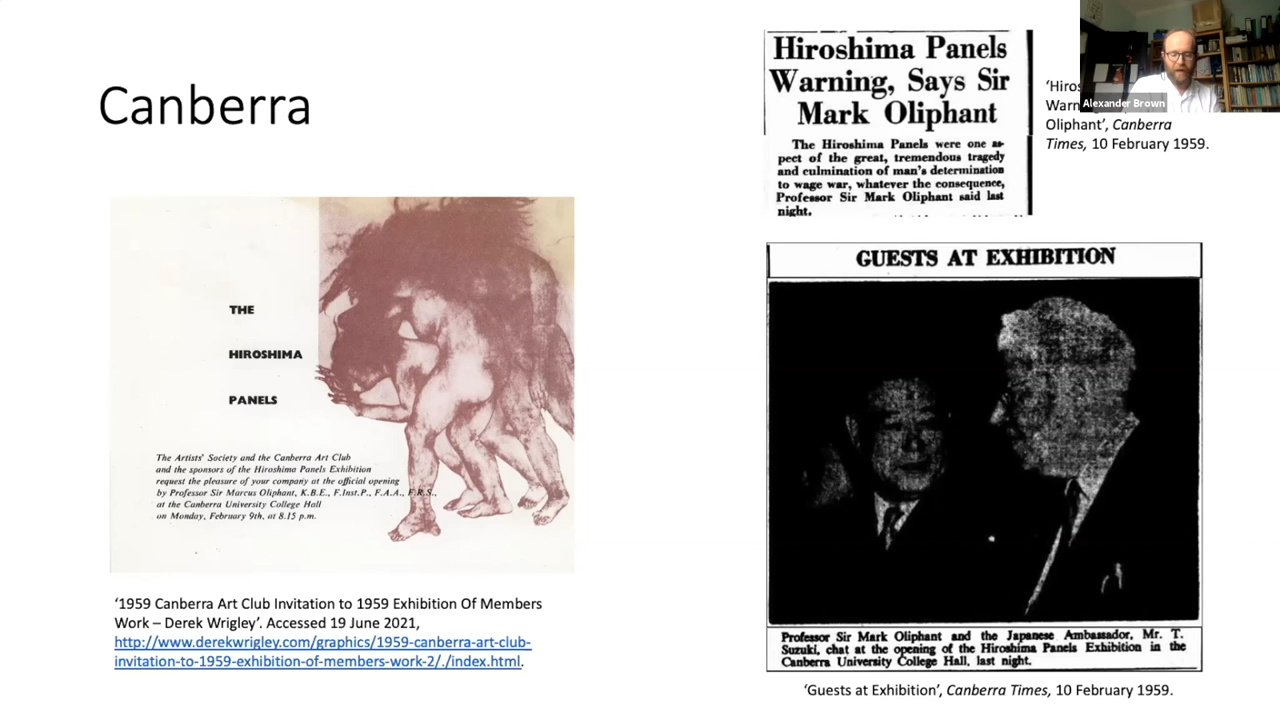 Canberra
THE
HIROSHIMA
PANELS
The Artists' Society and the Canberra Art Club
and the sponsors of the Hiroshima Panels Exhibition
request the pleasure of your company at the official opening
by Professor Sir Marcus Oliphant, K.B.E., F.Inst.P., F.A.A., F.R.S.,
at the Canberra University College Hall
on Monday, February 9th, at 8.15 p.m.
‘1959 Canberra Art Club Invitation to 1959 Exhibition Of Members
Work – Derek Wrigley’. Accessed 19 June 2021,
http://www.derekwrigley.com/graphics/1959-canberra-art-club-
invitation-to-1959-exhibition-of-members-work-2/./index.html.
Hiroshima Panels
Warning, Says Sir
Mark Oliphant
The Hiroshima Panels were one as-
pect of the great, tremendous tragedy
and culmination of man's determination
to wage war, whatever the consequence,
Professor Sir Mark Oliphant said last
night.
Alexander Brown
Oliphant’, Canberra
Times, 10 February 1959.
GUESTS AT EXHIBITION
Professor Sir Mark Oliphant and the Japanese Ambassador, Mr. T.
Suzuki, chat at the opening of the Hiroshima Panels Exhibition in the
Canberra University College Hall, last night.
‘Guests at Exhibition’, Canberra Times, 10 February 1959.